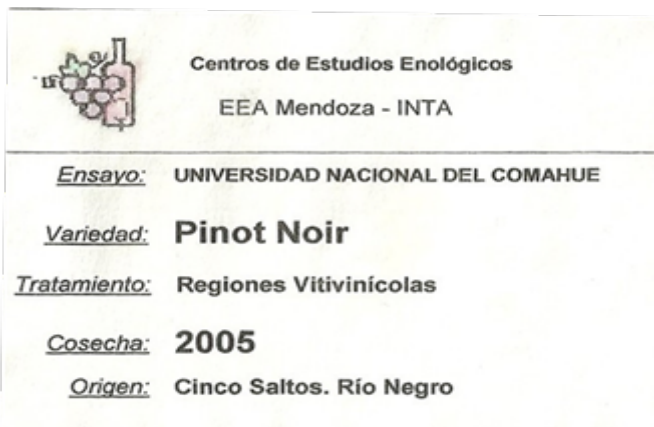 Centros de Estudios Enológicos
EEA Mendoza - INTA
Ensayo: UNIVERSIDAD NACIONAL DEL COMAHUE
Variedad: Pinot Noir
Tratamiento: Regiones Vitivinícolas
Cosecha: 2005
Origen: Cinco Saltos. Río Negro